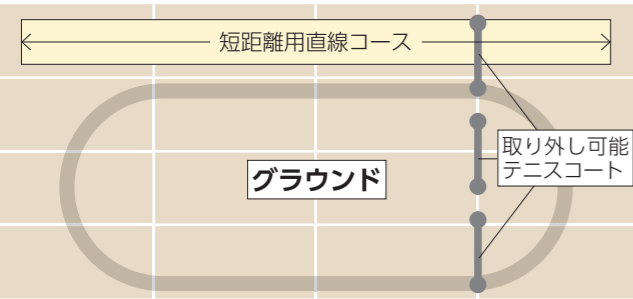 短距離用直線コース
取り外し可能
テニスコート
グラウンド